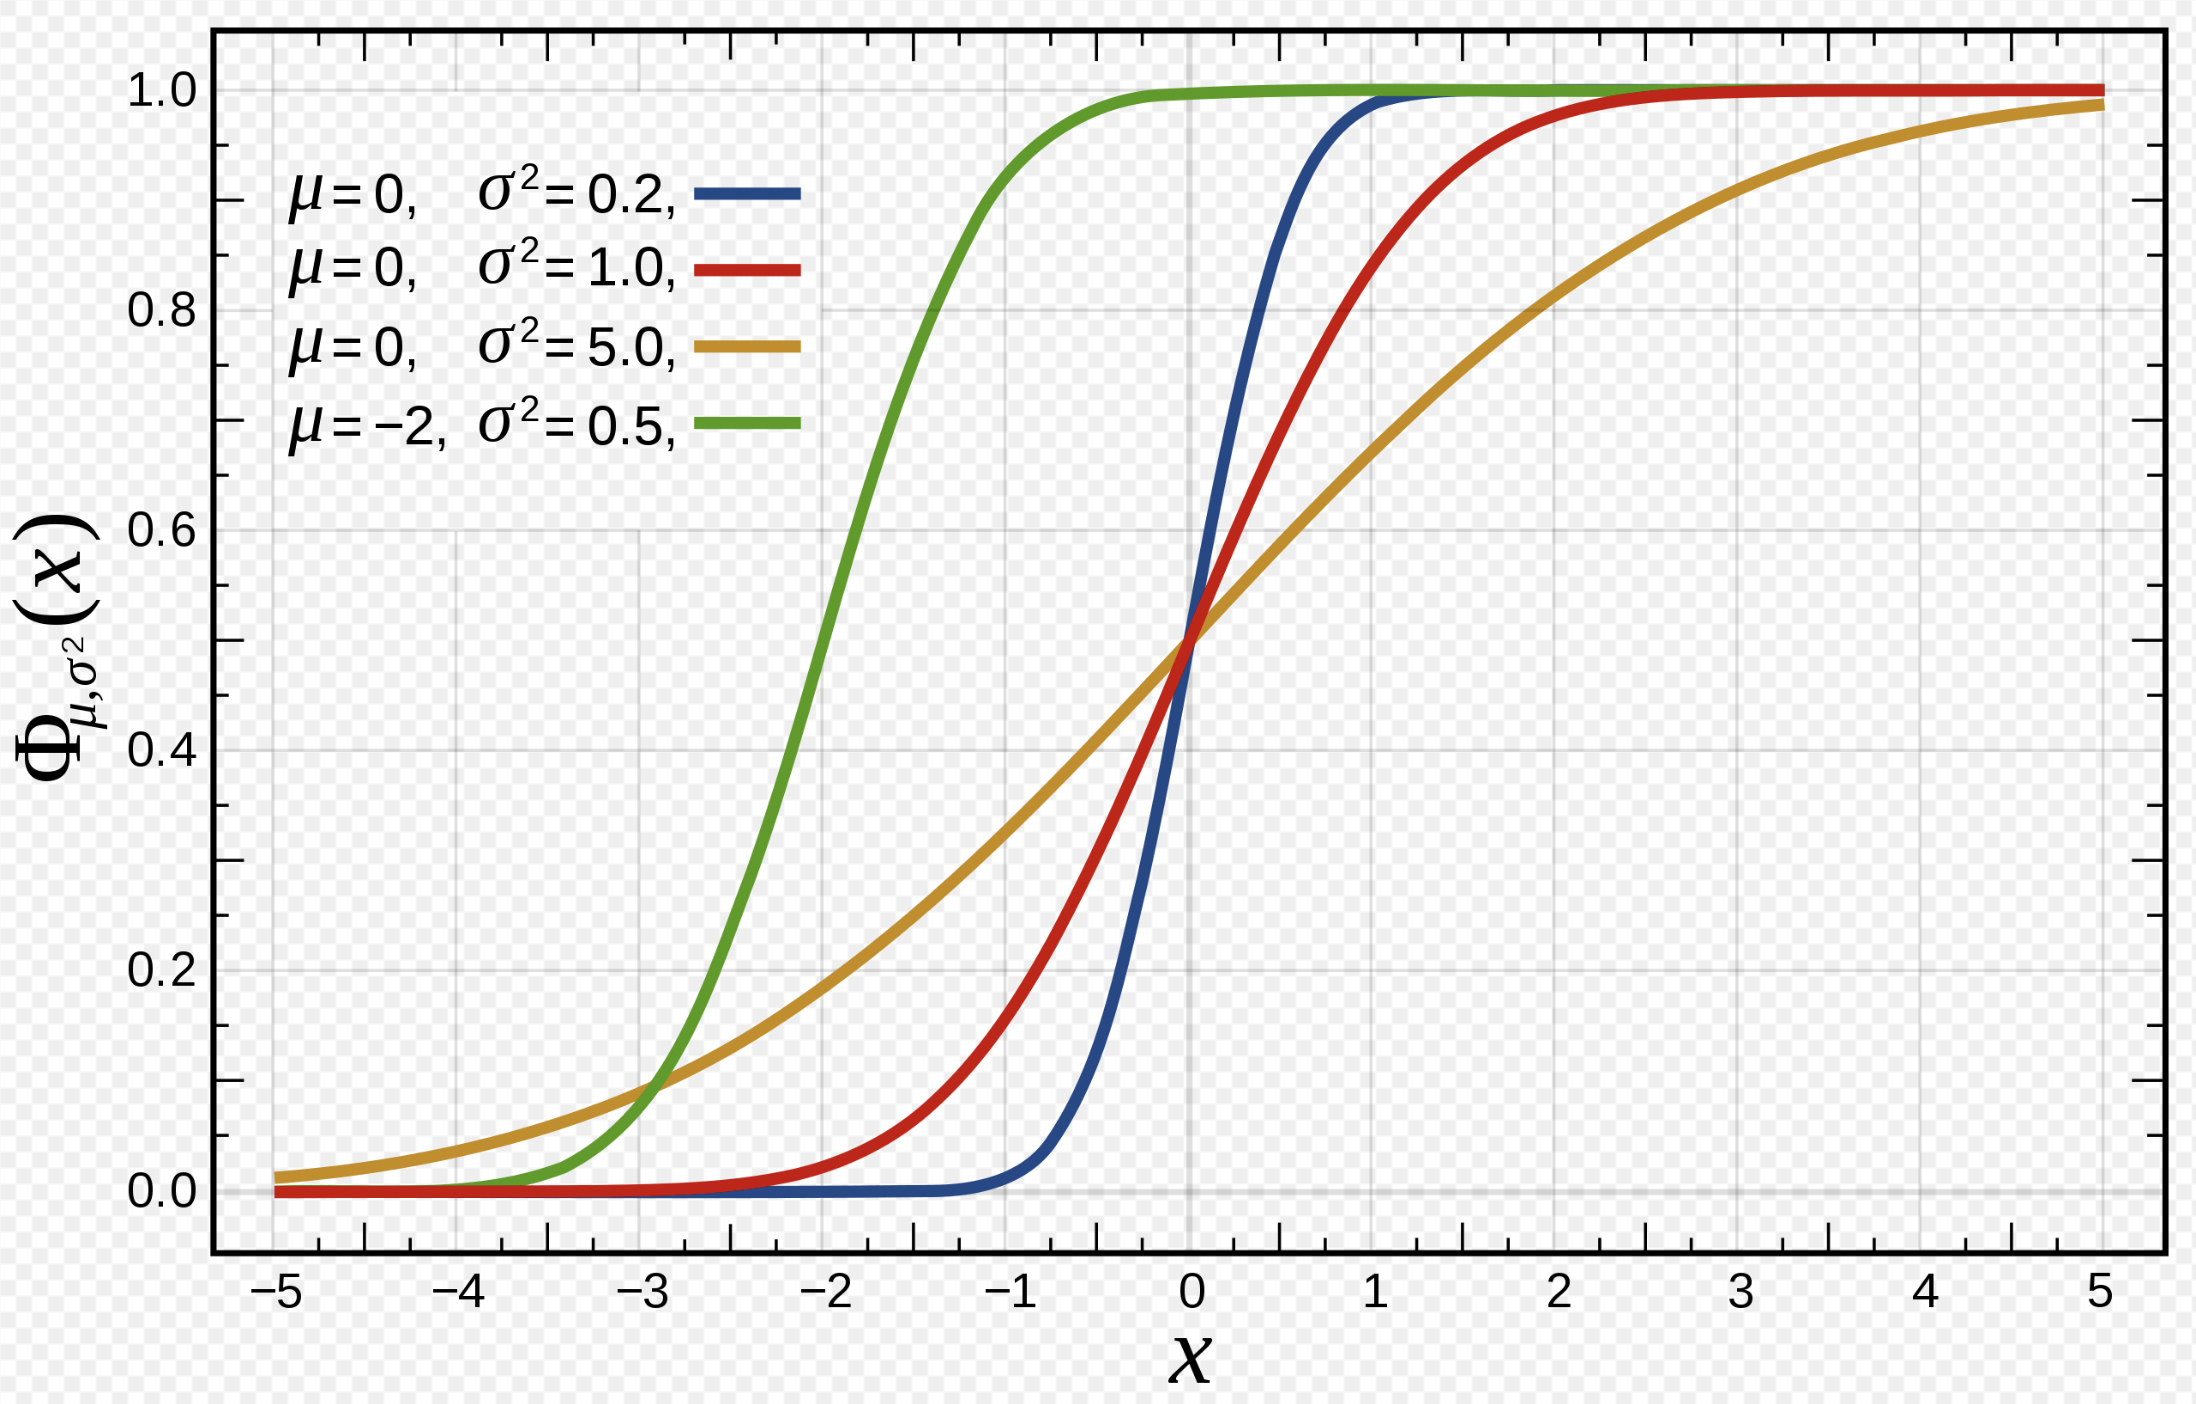 1.0
μ = 0, σ² = 0.2,
μ = 0, σ² = 1.0,
0.8
μ = 0, σ² = 5.0,
μ = −2, σ² = 0.5,
0.6
Φμ,σ²(x)
0.4
0.2
0.0
−5 −4 −3 −2 −1 0 1 2 3 4 5
x